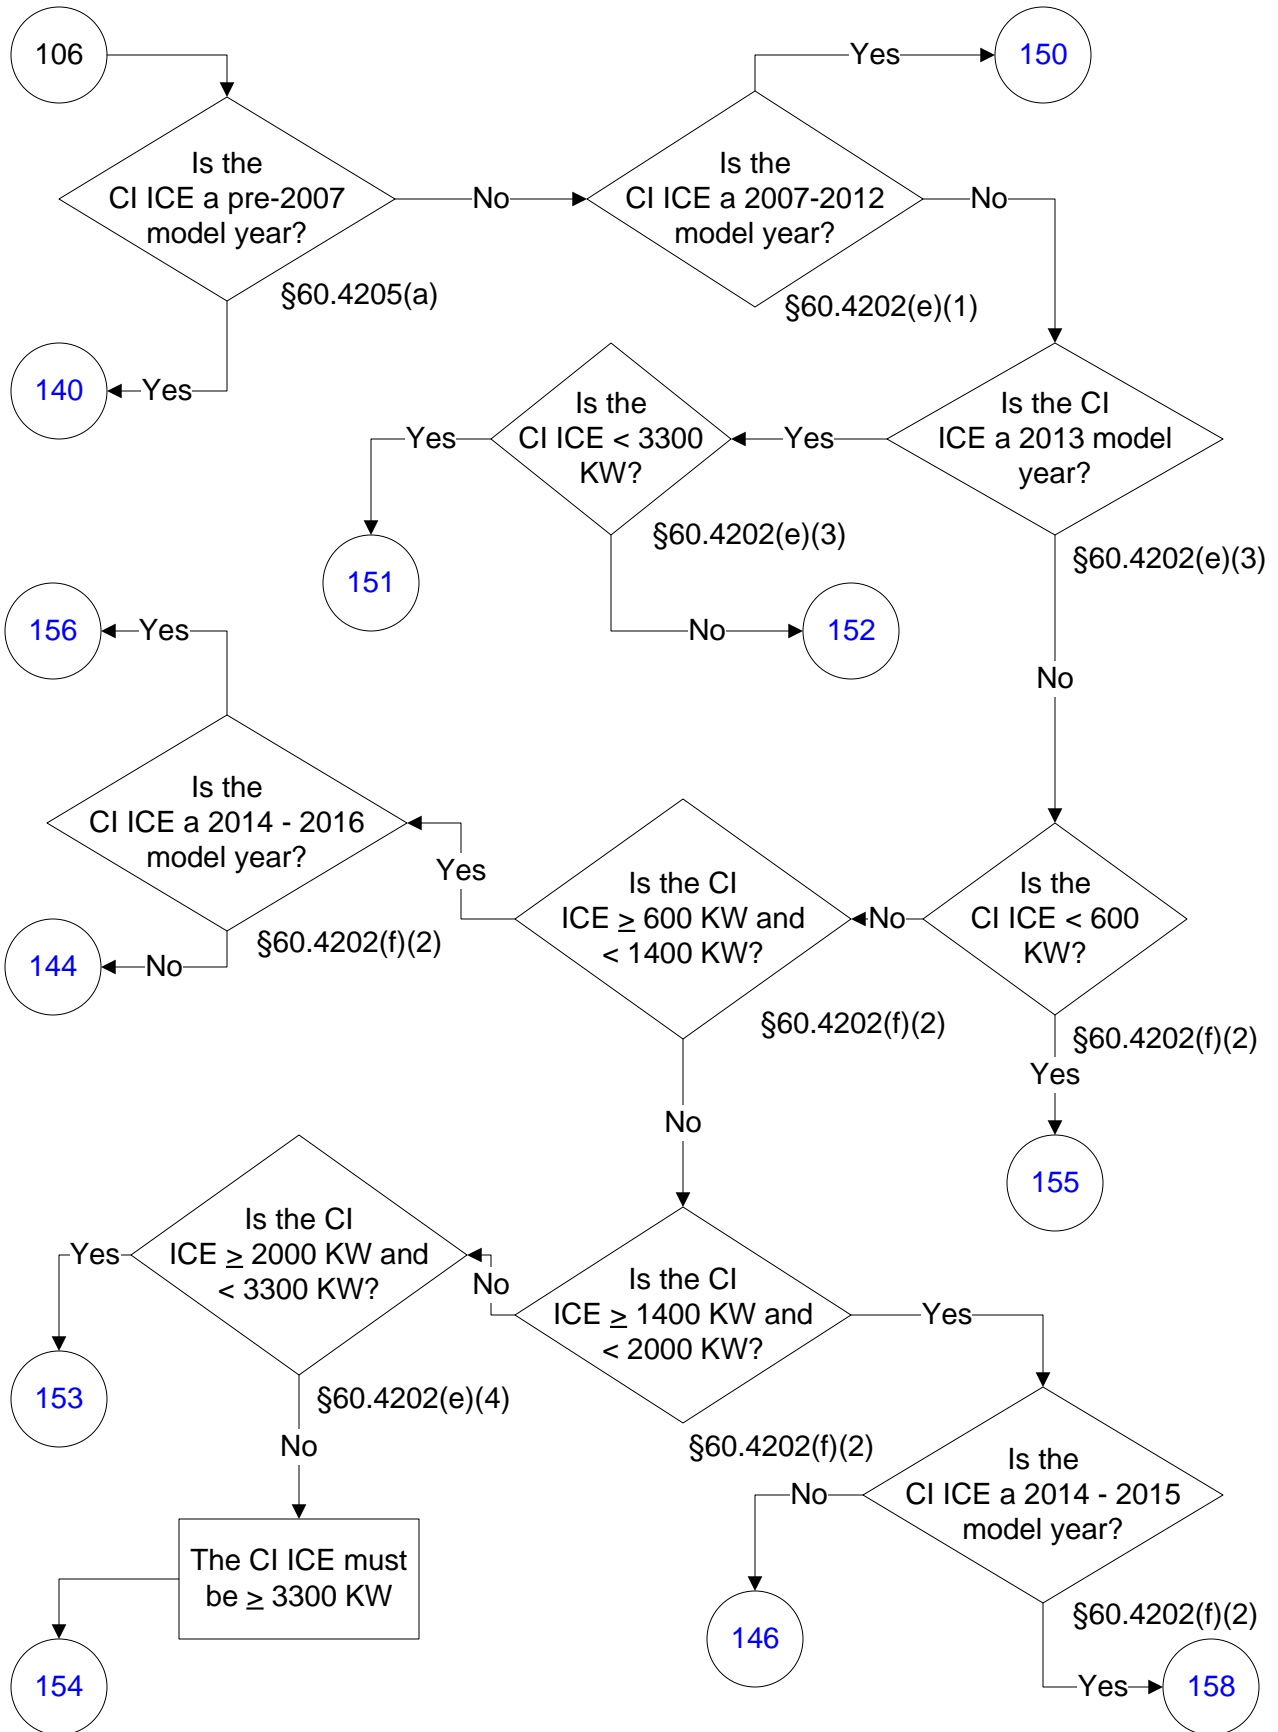 106
Yes
150
Is the
CI ICE a pre-2007
model year?
No
Is the
CI ICE a 2007-2012
model year?
No
§60.4205(a)
§60.4202(e)(1)
140
Yes
Is the
CI ICE < 3300
KW?
Yes
Yes
Is the CI
ICE a 2013 model
year?
§60.4202(e)(3)
§60.4202(e)(3)
151
156
Yes
No
152
No
Is the
CI ICE a 2014 - 2016
model year?
Yes
Is the CI
ICE ≥ 600 KW and
< 1400 KW?
No
Is the
CI ICE < 600
KW?
§60.4202(f)(2)
144
No
§60.4202(f)(2)
§60.4202(f)(2)
Yes
No
155
Is the CI
ICE ≥ 2000 KW and
< 3300 KW?
Yes
No
Is the CI
ICE ≥ 1400 KW and
< 2000 KW?
Yes
153
§60.4202(e)(4)
No
§60.4202(f)(2)
Is the
CI ICE a 2014 - 2015
model year?
No
The CI ICE must
be ≥ 3300 KW
§60.4202(f)(2)
146
154
Yes
158